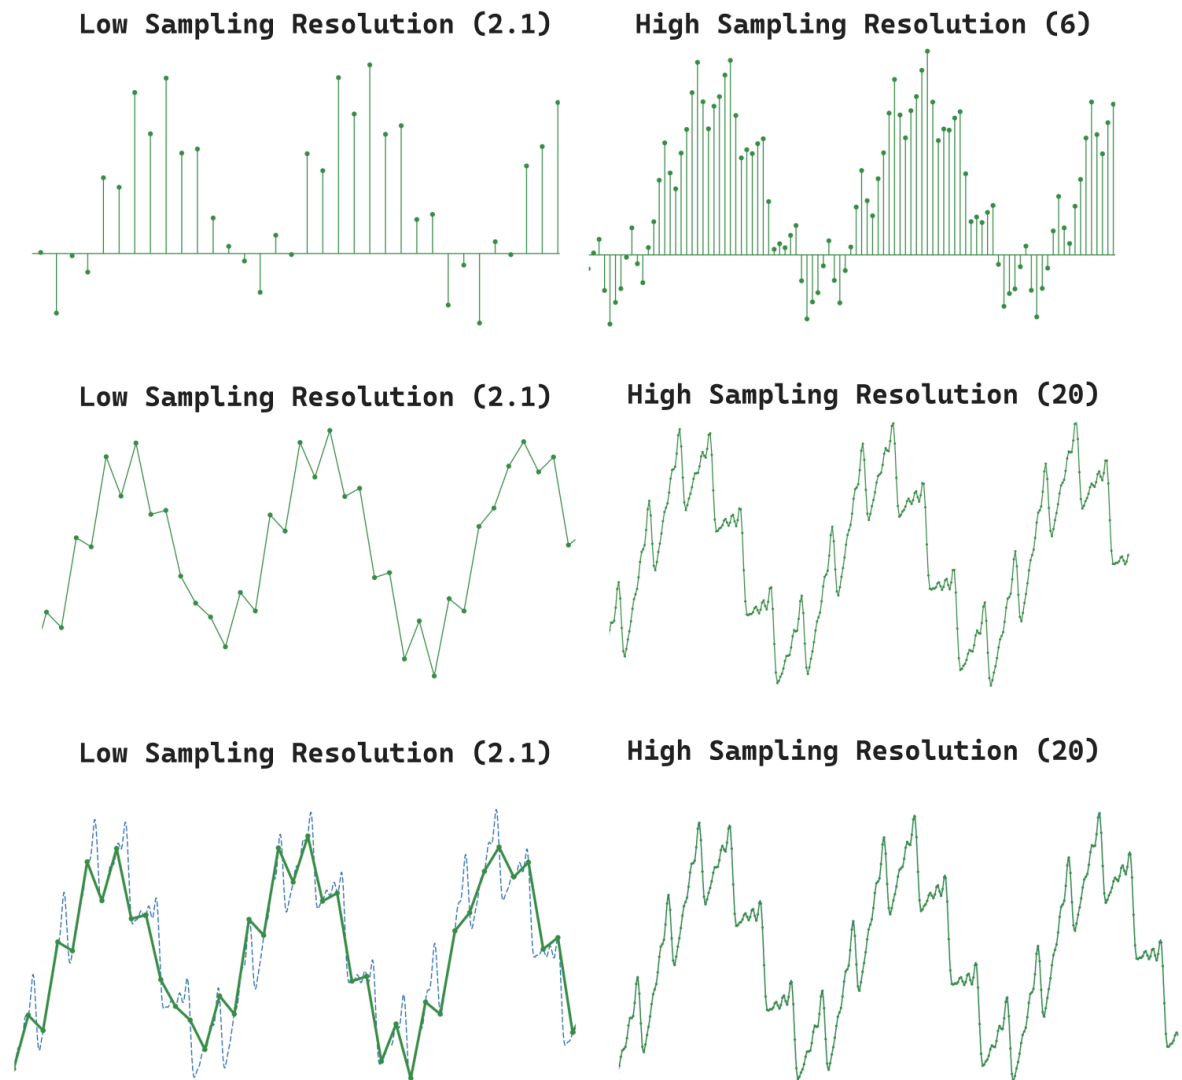 Low Sampling Resolution (2.1)
High Sampling Resolution (6)
Low Sampling Resolution (2.1)
High Sampling Resolution (20)
Low Sampling Resolution (2.1)
High Sampling Resolution (20)